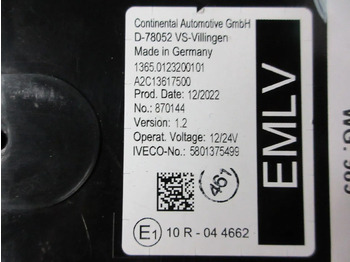 Continental Automotive GmbH
D-78052 VS-Villingen
Made in Germany
1365.0123200101
A2C13617500
Prod. Date: 12/2022
No: 870144
Version: 1.2
Operat. Voltage: 12/24V
IVECO-No.: 5801375499
461
E1 10 R - 04 4662
EMLV